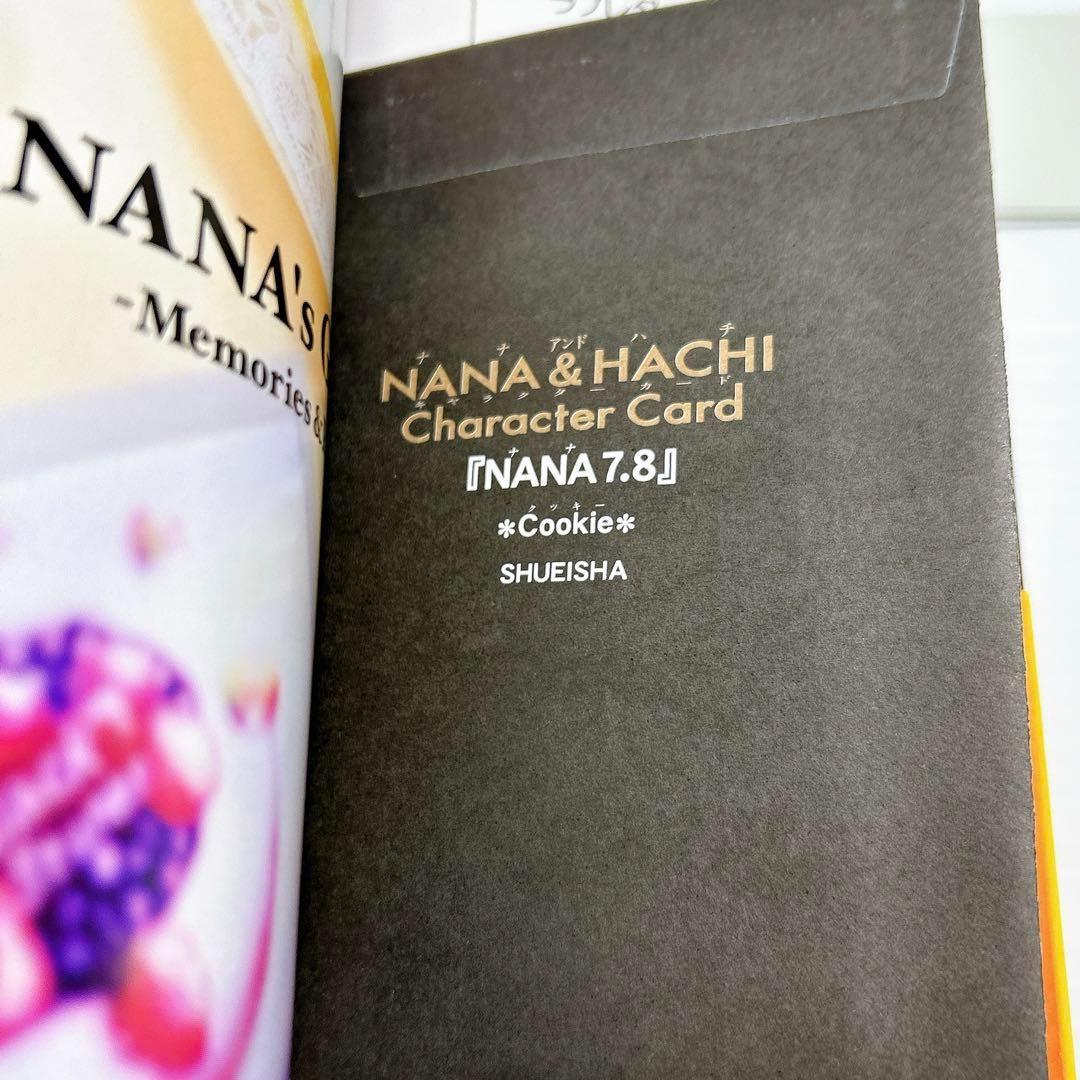 NANA's
-Memories &
ナ ナ アンド ハ チ
NANA & HACHI
キャラクターカード
Character Card
ナ ナ
『NANA 7.8』
クッキー
*Cookie*
SHUEISHA